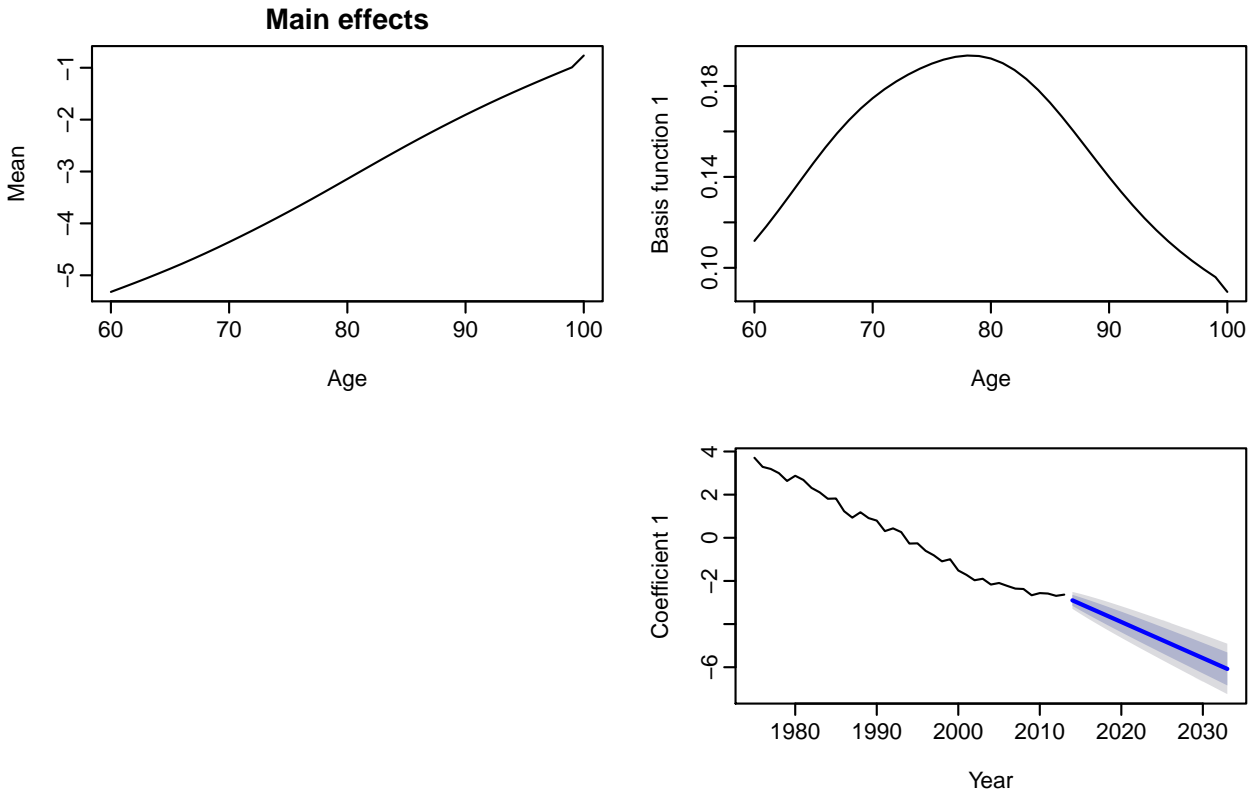 Main effects
Mean
−1
−2
−3
−4
−5
60 70 80 90 100
Age
Basis function 1
0.18
0.14
0.10
60 70 80 90 100
Age
Coefficient 1
4
2
0
−2
−6
1980 1990 2000 2010 2020 2030
Year